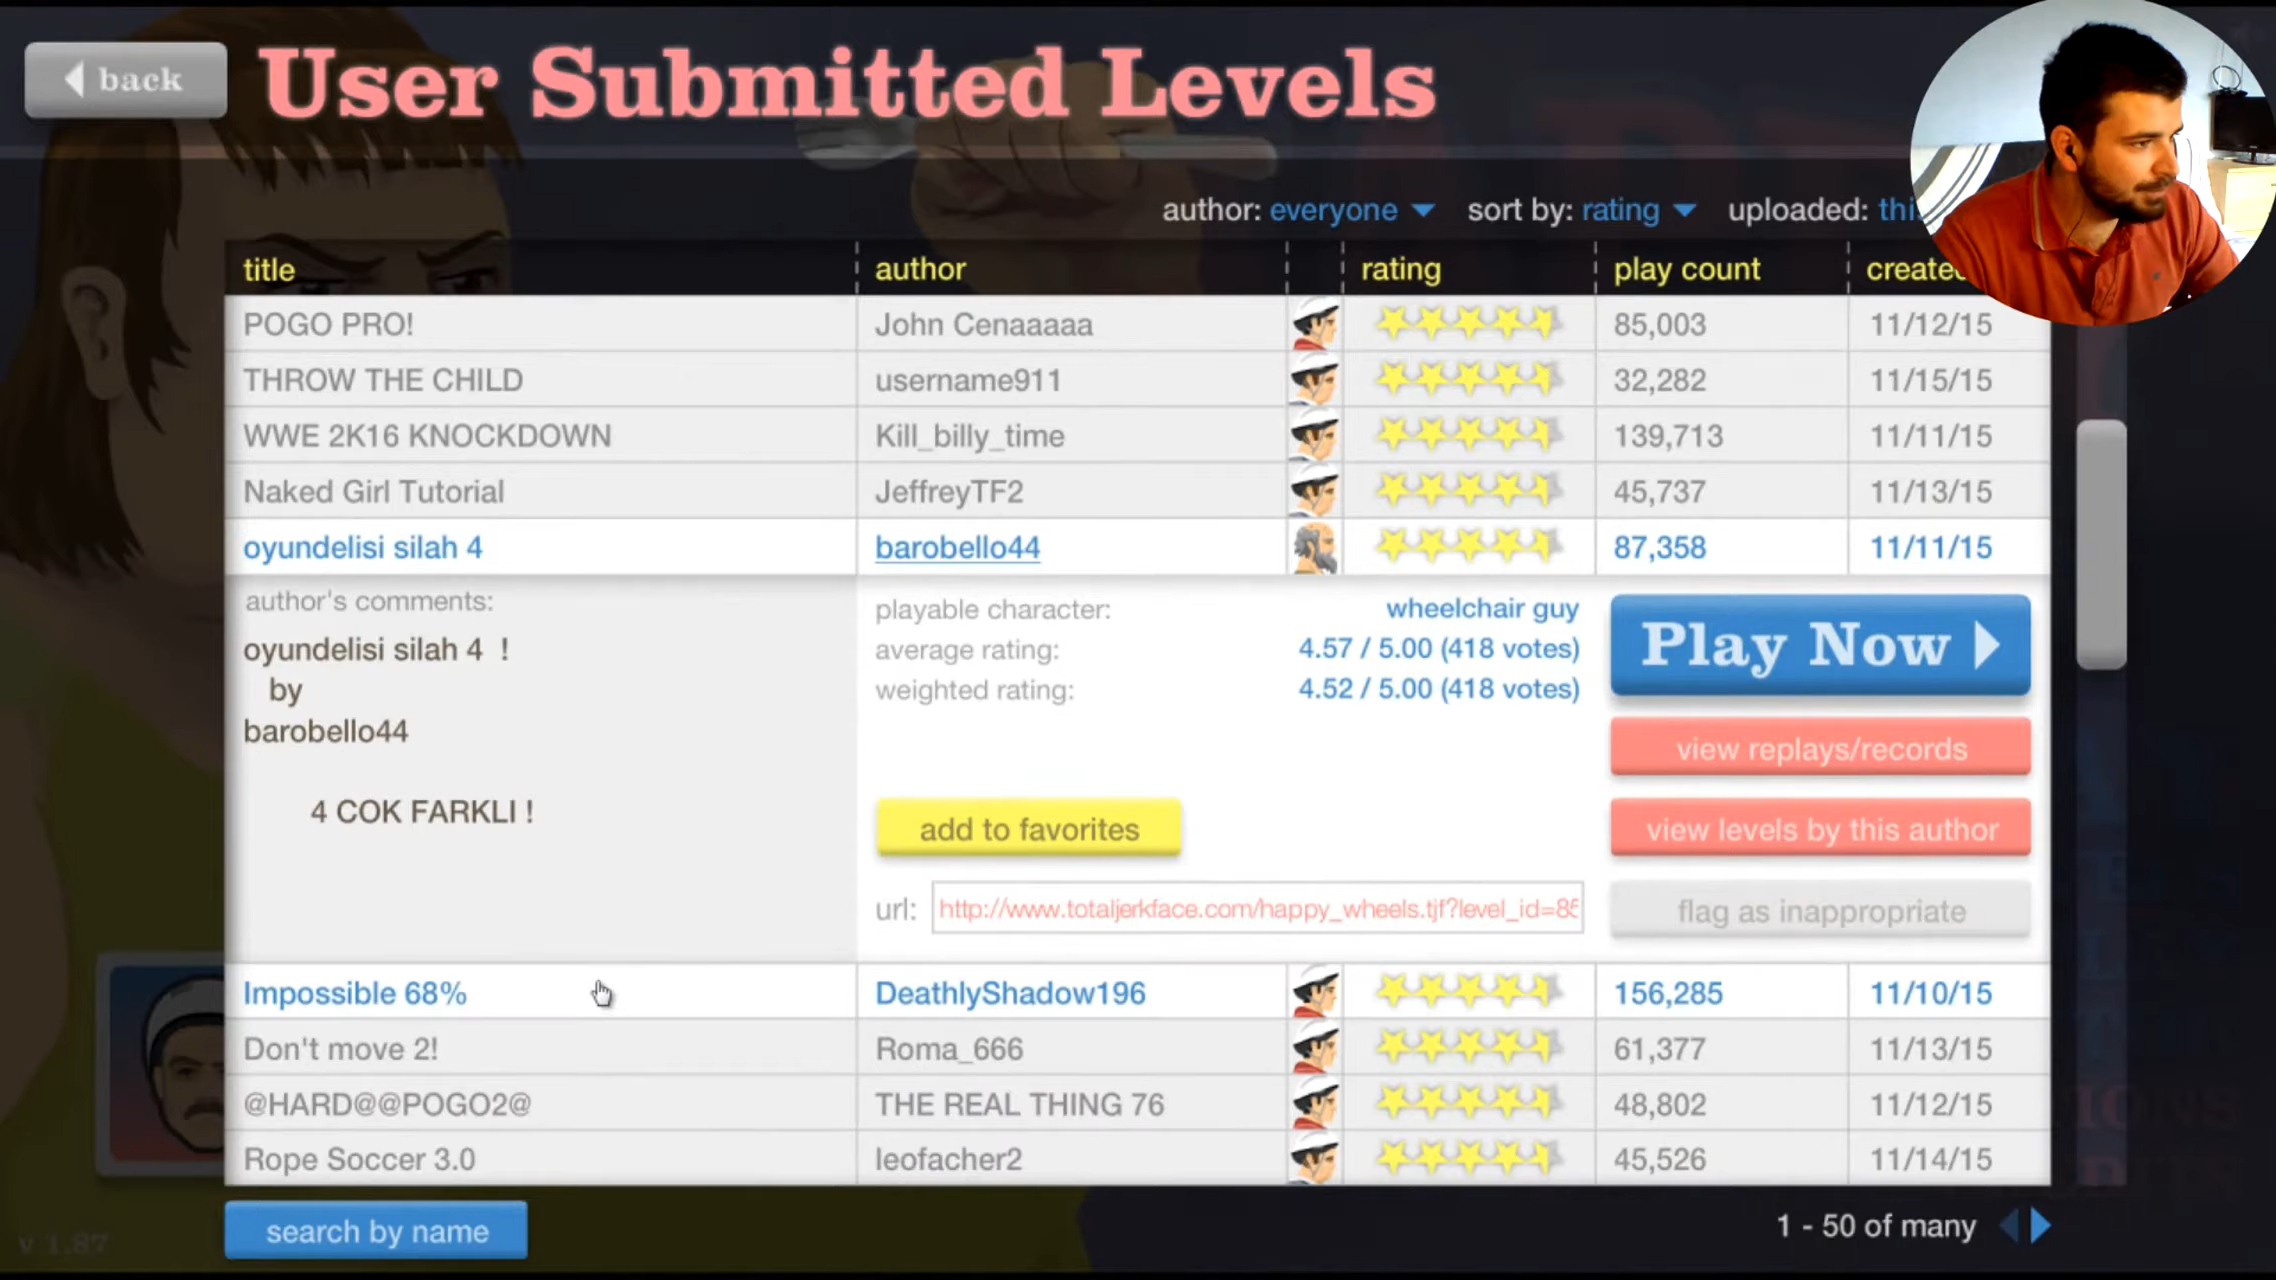 back
User Submitted Levels
author: everyone sort by: rating uploaded: thi
title author rating play count created
POGO PRO! John Cenaaaaa 85,003 11/12/15
THROW THE CHILD username911 32,282 11/15/15
WWE 2K16 KNOCKDOWN Kill_billy_time 139,713 11/11/15
Naked Girl Tutorial JeffreyTF2 45,737 11/13/15
oyundelisi silah 4 barobello44 87,358 11/11/15
author's comments:
oyundelisi silah 4 !
by
barobello44
4 COK FARKLI !
playable character: wheelchair guy
average rating: 4.57 / 5.00 (418 votes)
weighted rating: 4.52 / 5.00 (418 votes)
add to favorites
url: http://www.totaljerkface.com/happy_wheels.tjf?level_id=85
Play Now
view replays/records
view levels by this author
flag as inappropriate
Impossible 68% DeathlyShadow196 156,285 11/10/15
Don't move 2! Roma_666 61,377 11/13/15
@HARD@@POGO2@ THE REAL THING 76 48,802 11/12/15
Rope Soccer 3.0 leofacher2 45,526 11/14/15
search by name
1 - 50 of many
v 1.87